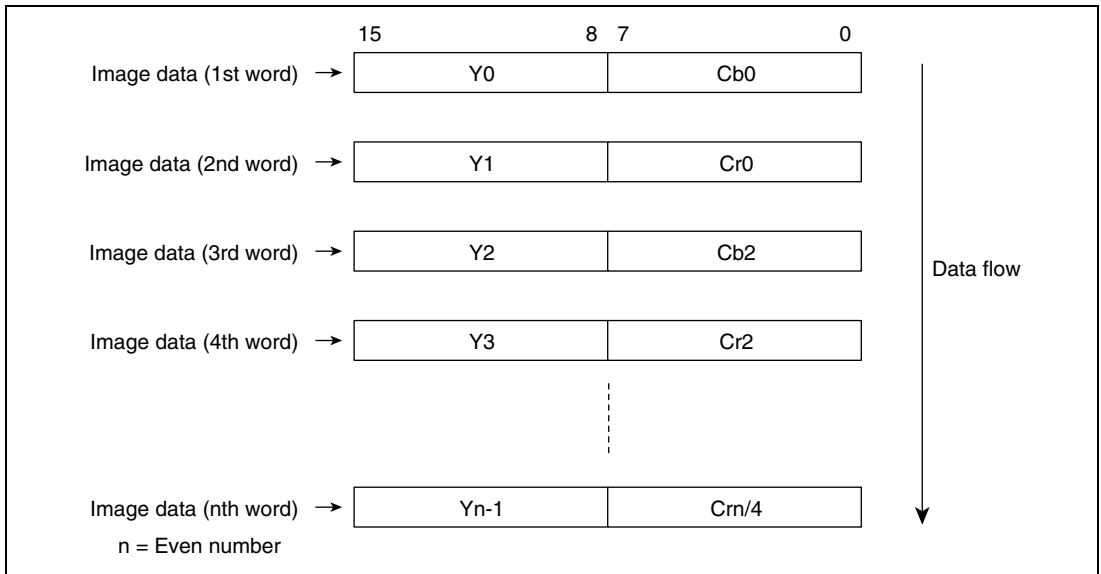 15 8 7 0
Image data (1st word) → Y0 Cb0
Image data (2nd word) → Y1 Cr0
Image data (3rd word) → Y2 Cb2
Data flow
Image data (4th word) → Y3 Cr2
Image data (nth word) → Yn-1 Crn/4
n = Even number